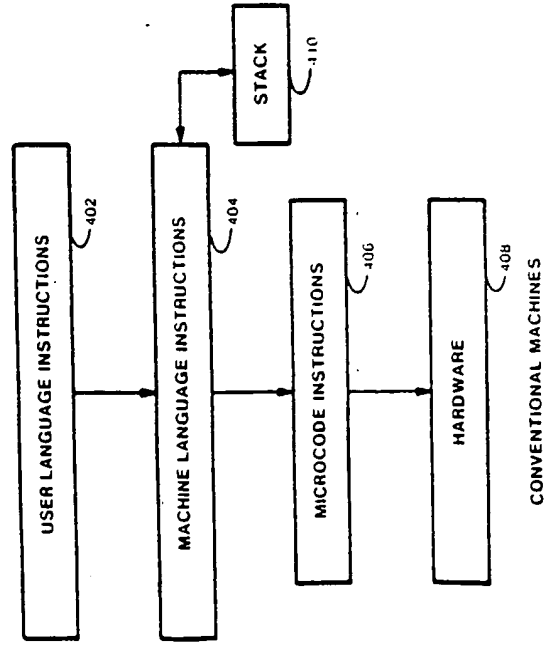 USER LANGUAGE INSTRUCTIONS
402
MACHINE LANGUAGE INSTRUCTIONS
404
STACK
410
MICROCODE INSTRUCTIONS
406
HARDWARE
408
CONVENTIONAL MACHINES